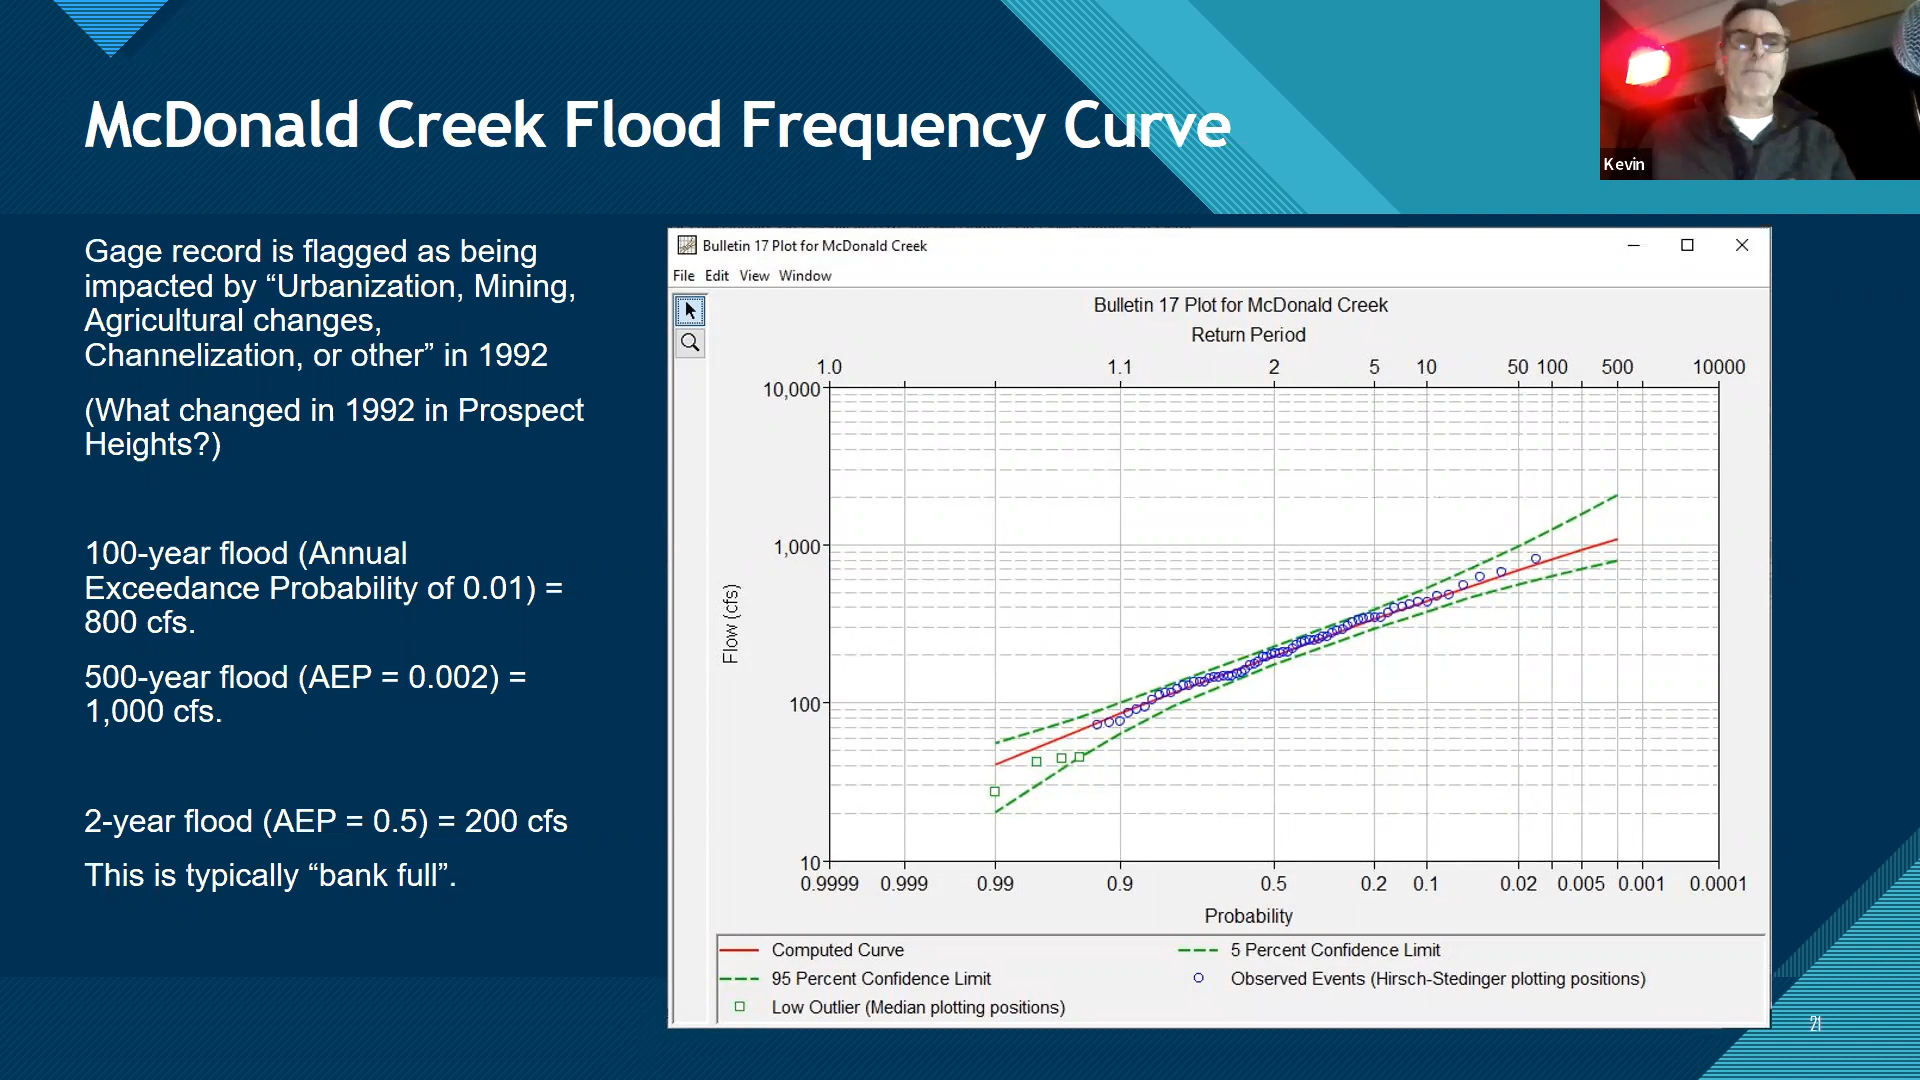 McDonald Creek Flood Frequency Curve
Kevin
Gage record is flagged as being
impacted by “Urbanization, Mining,
Agricultural changes,
Channelization, or other” in 1992
(What changed in 1992 in Prospect
Heights?)
100-year flood (Annual
Exceedance Probability of 0.01) =
800 cfs.
500-year flood (AEP = 0.002) =
1,000 cfs.
2-year flood (AEP = 0.5) = 200 cfs
This is typically “bank full”.
Bulletin 17 Plot for McDonald Creek
File Edit View Window
Bulletin 17 Plot for McDonald Creek
Return Period
1.0 1.1 2 5 10 50 100 500 10000
10,000
1,000
100
10
Flow (cfs)
0.9999 0.999 0.99 0.9 0.5 0.2 0.1 0.02 0.005 0.001 0.0001
Probability
Computed Curve
5 Percent Confidence Limit
95 Percent Confidence Limit
Observed Events (Hirsch-Stedinger plotting positions)
Low Outlier (Median plotting positions)
21